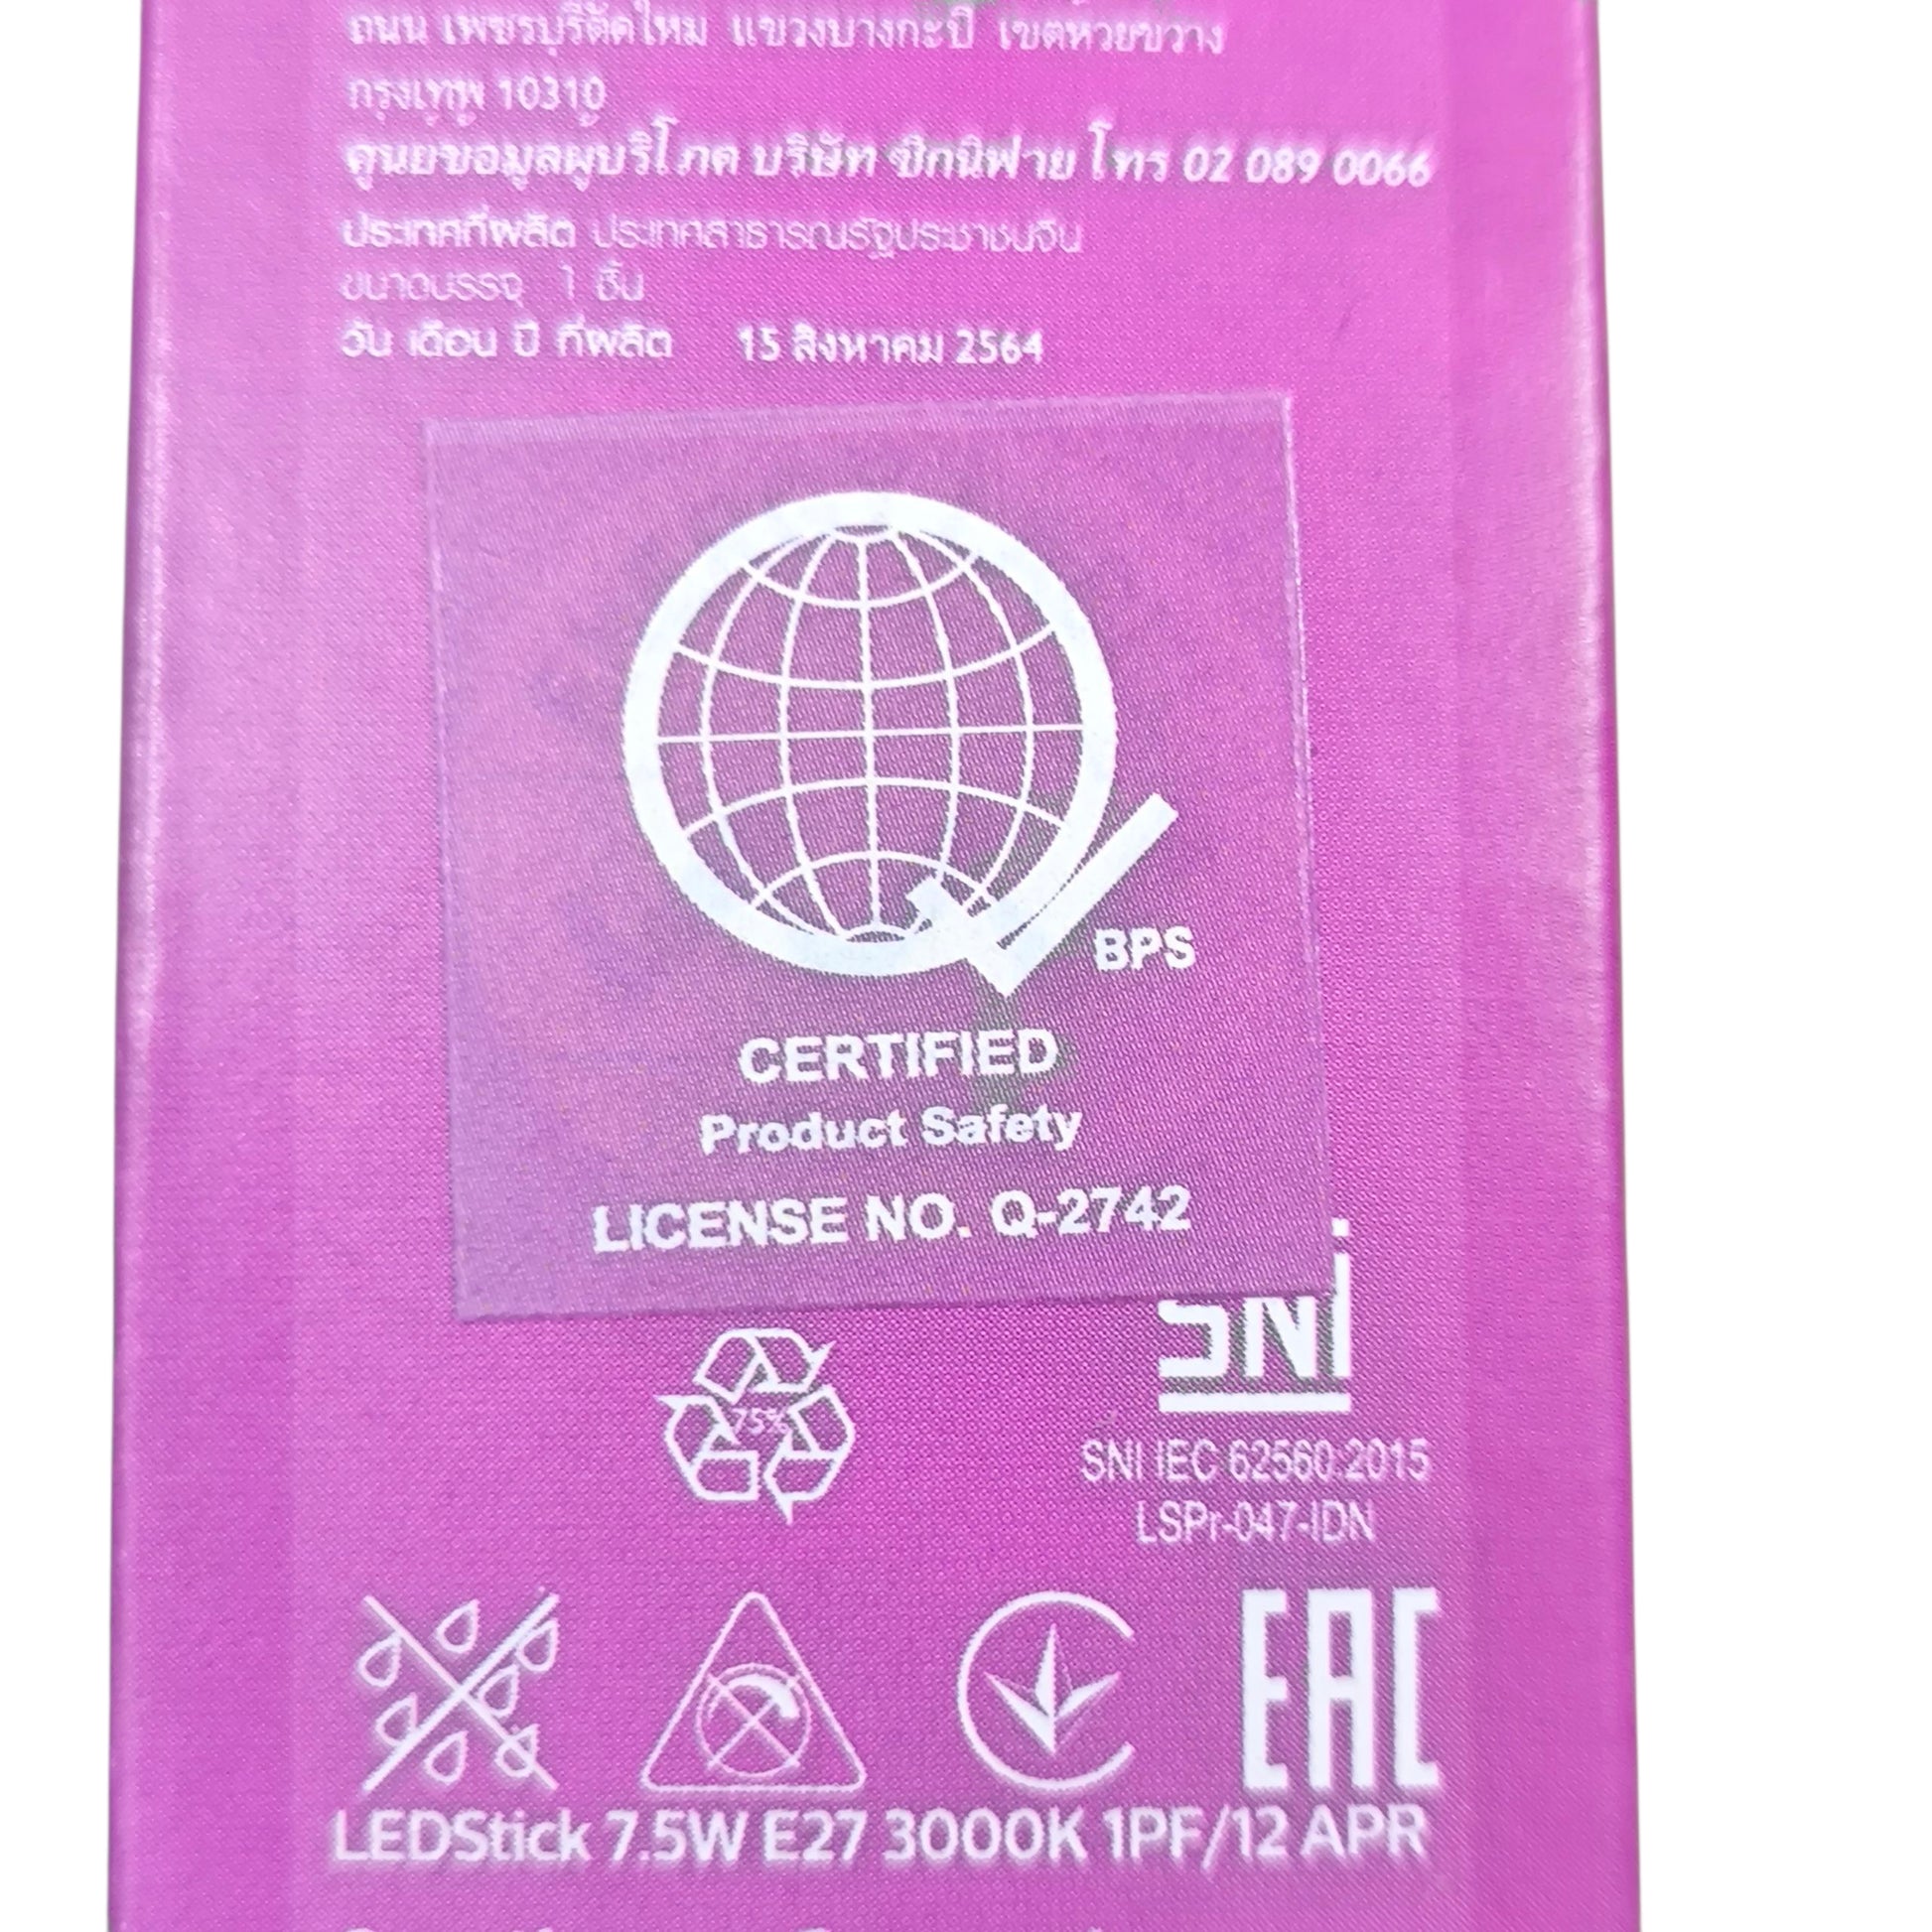 ถนน เพชรบุรีตัดใหม่ แขวงบางกะปิ เขตห้วยขวาง
กรุงเทพฯ 10310
ศูนย์ข้อมูลผู้บริโภค บริษัท ซิกนิฟาย โทร 02 089 0066
ประเทศที่ผลิต ประเทศสาธารณรัฐประชาชนจีน
ขนาดบรรจุ 1 ชิ้น
วัน เดือน ปี ที่ผลิต 15 สิงหาคม 2564
BPS
CERTIFIED
Product Safety
LICENSE NO. Q-2742
SNI
75%
SNI IEC 62560:2015
LSPr-047-IDN
EAC
LEDStick 7.5W E27 3000K 1PF/12 APR